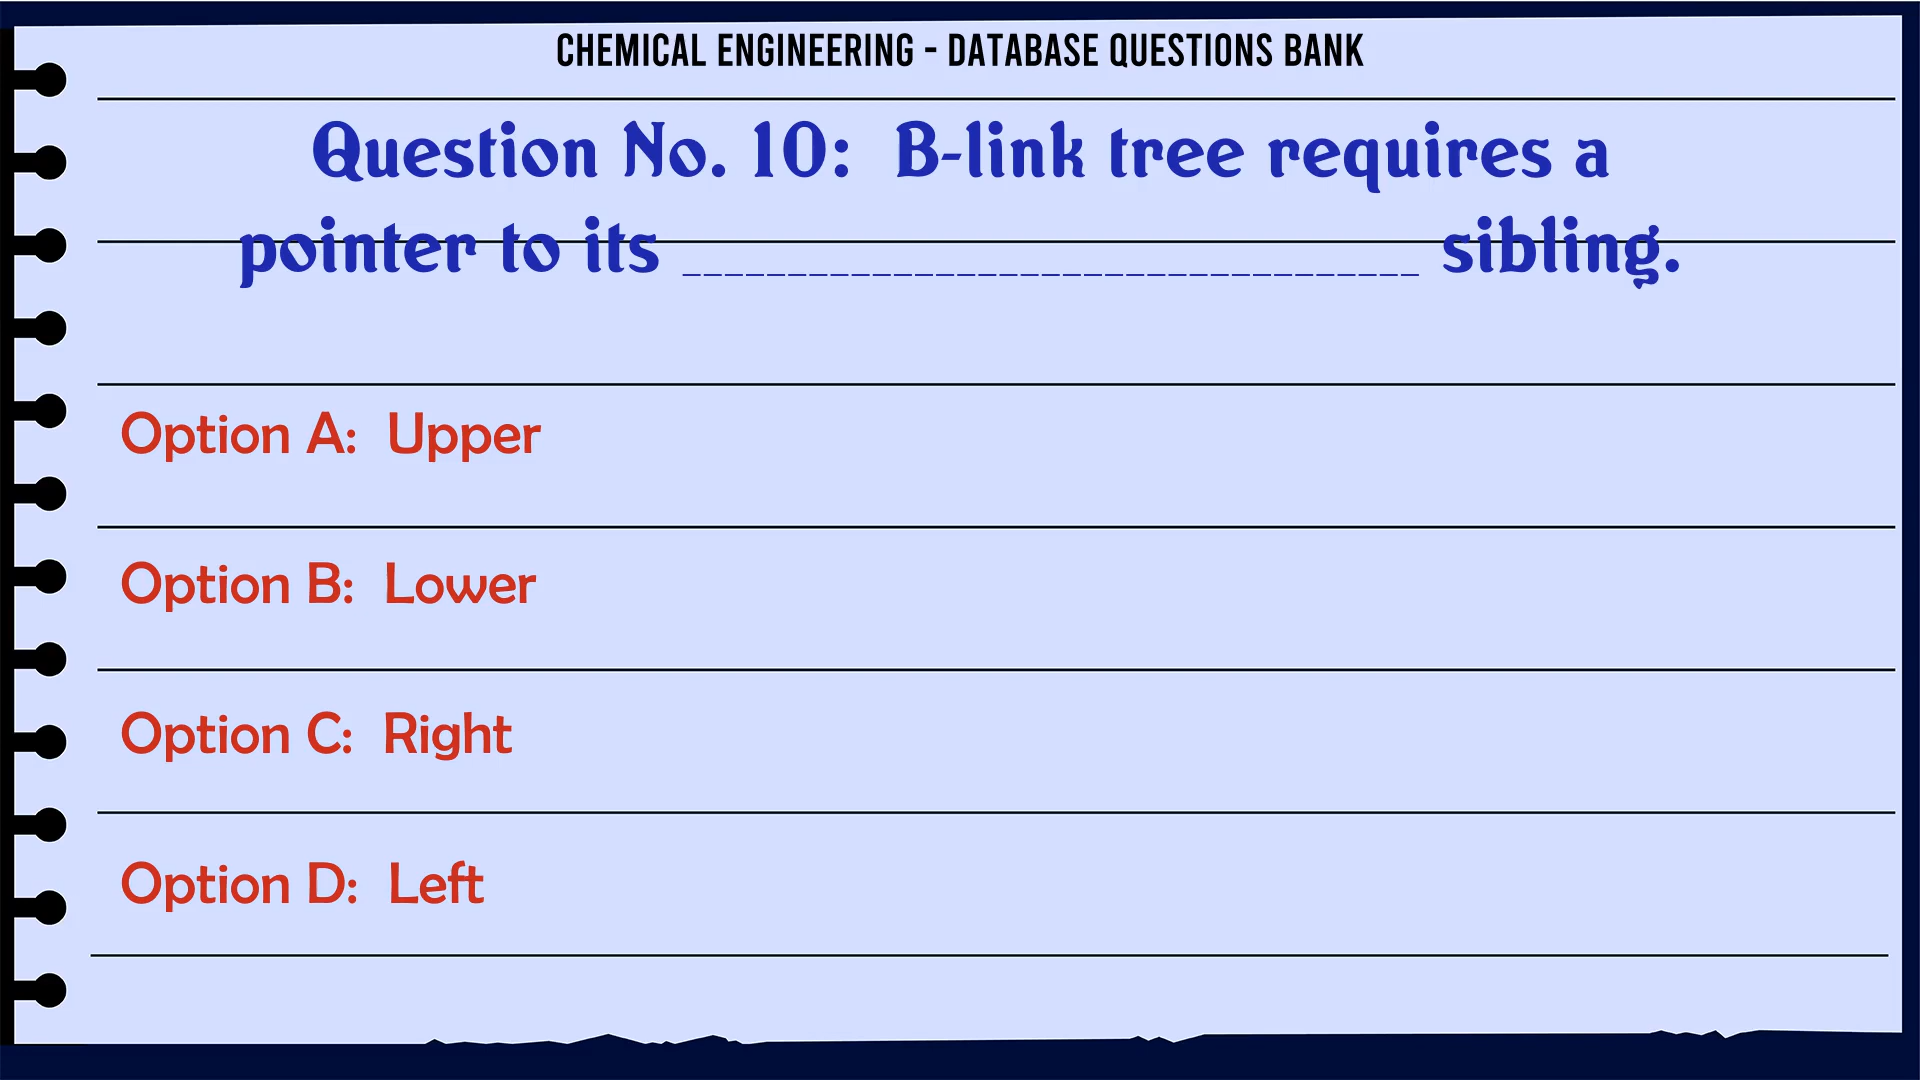 CHEMICAL ENGINEERING - DATABASE QUESTIONS BANK
Question No. 10: B-link tree requires a
pointer to its ___________________________________ sibling.
Option A: Upper
Option B: Lower
Option C: Right
Option D: Left